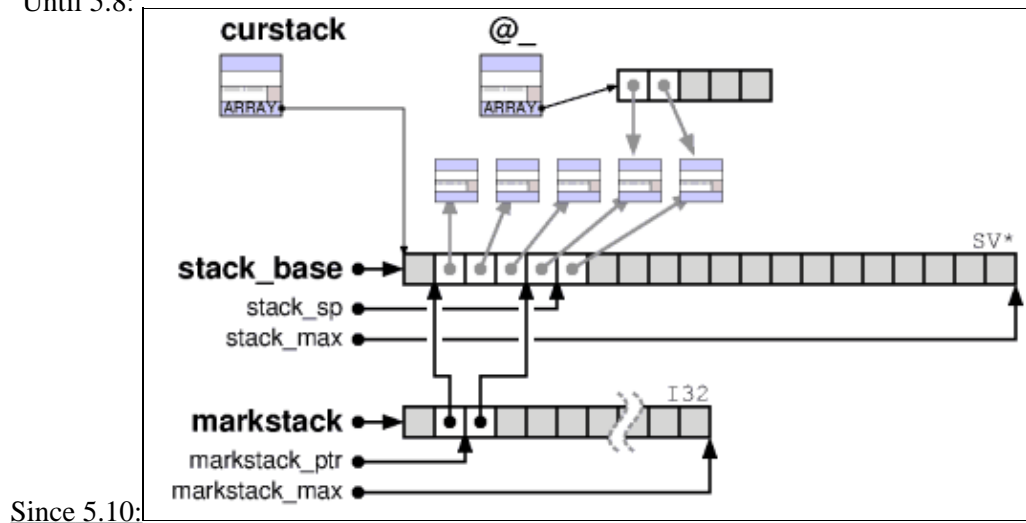 Until 5.8:
curstack @_
ARRAY ARRAY
SV*
stack_base
stack_sp
stack_max
I32
markstack
markstack_ptr
markstack_max
Since 5.10: